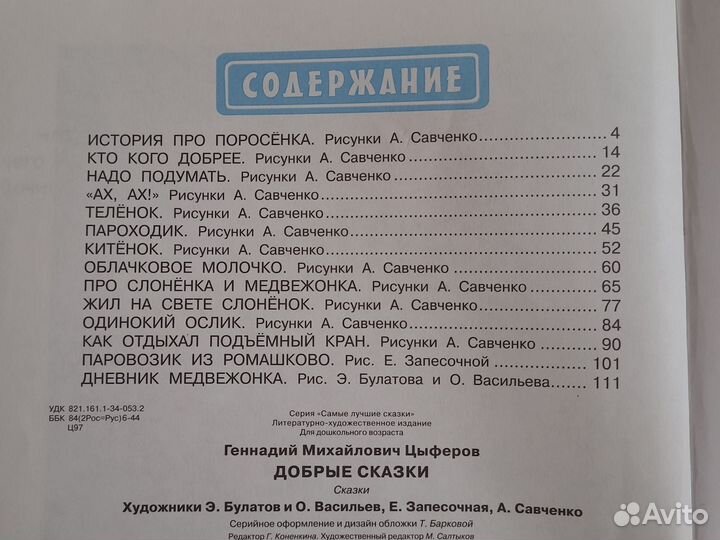 СОДЕРЖАНИЕ
ИСТОРИЯ ПРО ПОРОСЁНКА. Рисунки А. Савченко 4
КТО КОГО ДОБРЕЕ. Рисунки А. Савченко 14
НАДО ПОДУМАТЬ. Рисунки А. Савченко 22
«АХ, АХ!» Рисунки А. Савченко 31
ТЕЛЁНОК. Рисунки А. Савченко 36
ПАРОХОДИК. Рисунки А. Савченко 45
КИТЁНОК. Рисунки А. Савченко 52
ОБЛАЧКОВОЕ МОЛОЧКО. Рисунки А. Савченко 60
ПРО СЛОНЁНКА И МЕДВЕЖОНКА. Рисунки А. Савченко 65
ЖИЛ НА СВЕТЕ СЛОНЁНОК. Рисунки А. Савченко 77
ОДИНОКИЙ ОСЛИК. Рисунки А. Савченко 84
КАК ОТДЫХАЛ ПОДЪЁМНЫЙ КРАН. Рисунки А. Савченко 90
ПАРОВОЗИК ИЗ РОМАШКОВО. Рис. Е. Запесочной 101
ДНЕВНИК МЕДВЕЖОНКА. Рис. Э. Булатова и О. Васильева 111
УДК 821.161.1-34-053.2
ББК 84(2Рос=Рус)6-44
Ц97
Серия «Самые лучшие сказки»
Литературно-художественное издание
Для дошкольного возраста
Геннадий Михайлович Цыферов
ДОБРЫЕ СКАЗКИ
Сказки
Художники Э. Булатов и О. Васильев, Е. Запесочная, А. Савченко
Серийное оформление и дизайн обложки Т. Барковой
Редактор Г. Коненкина. Художественный редактор М. Салтыков
Avito